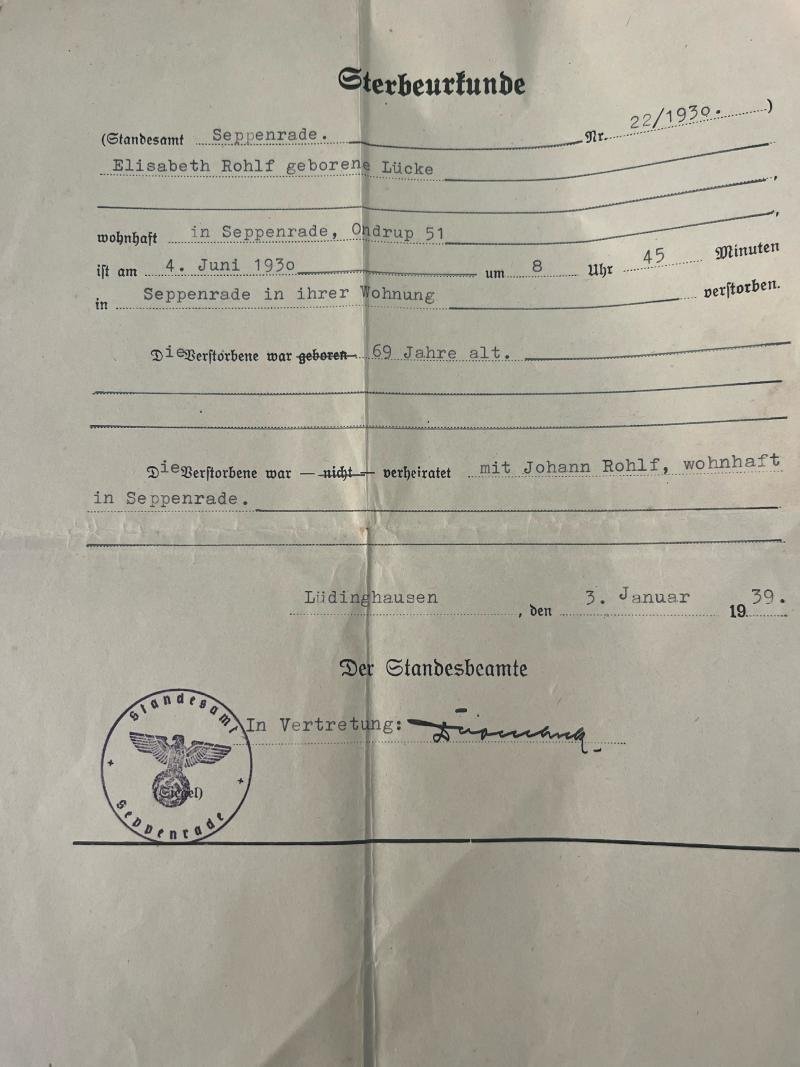 Sterbeurkunde
(Standesamt Seppenrade. Nr. 22/1930.)
Elisabeth Rohlf geborene Lücke
,
wohnhaft in Seppenrade, Ondrup 51,
ist am 4. Juni 1930 um 8 Uhr 45 Minuten
in Seppenrade in ihrer Wohnung verstorben.
Die Verstorbene war geboren 69 Jahre alt.
Die Verstorbene war — nicht — verheiratet mit Johann Rohlf, wohnhaft
in Seppenrade.
Lüdinghausen, den 3. Januar 1939.
Der Standesbeamte
In Vertretung:
Standesamt
(Siegel)
Seppenrade